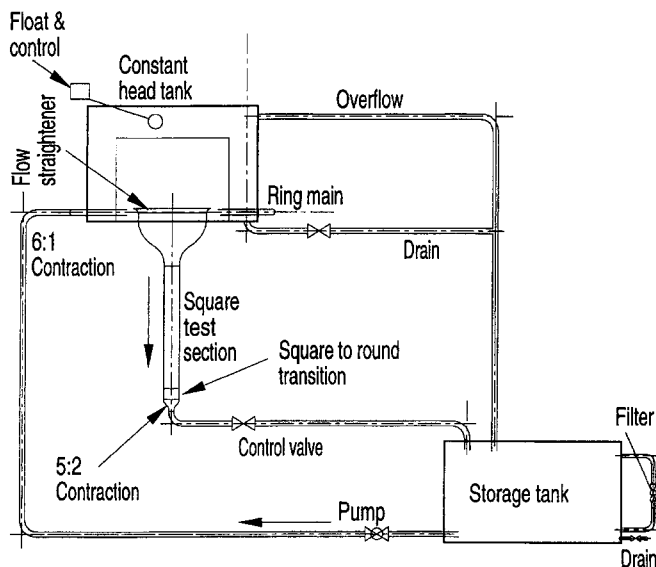 Float &
control
Constant
head tank
Overflow
Flow
straightener
Ring main
6:1
Contraction
Drain
Square
test
section
Square to round
transition
Filter
Control valve
5:2
Contraction
Storage tank
Pump
Drain